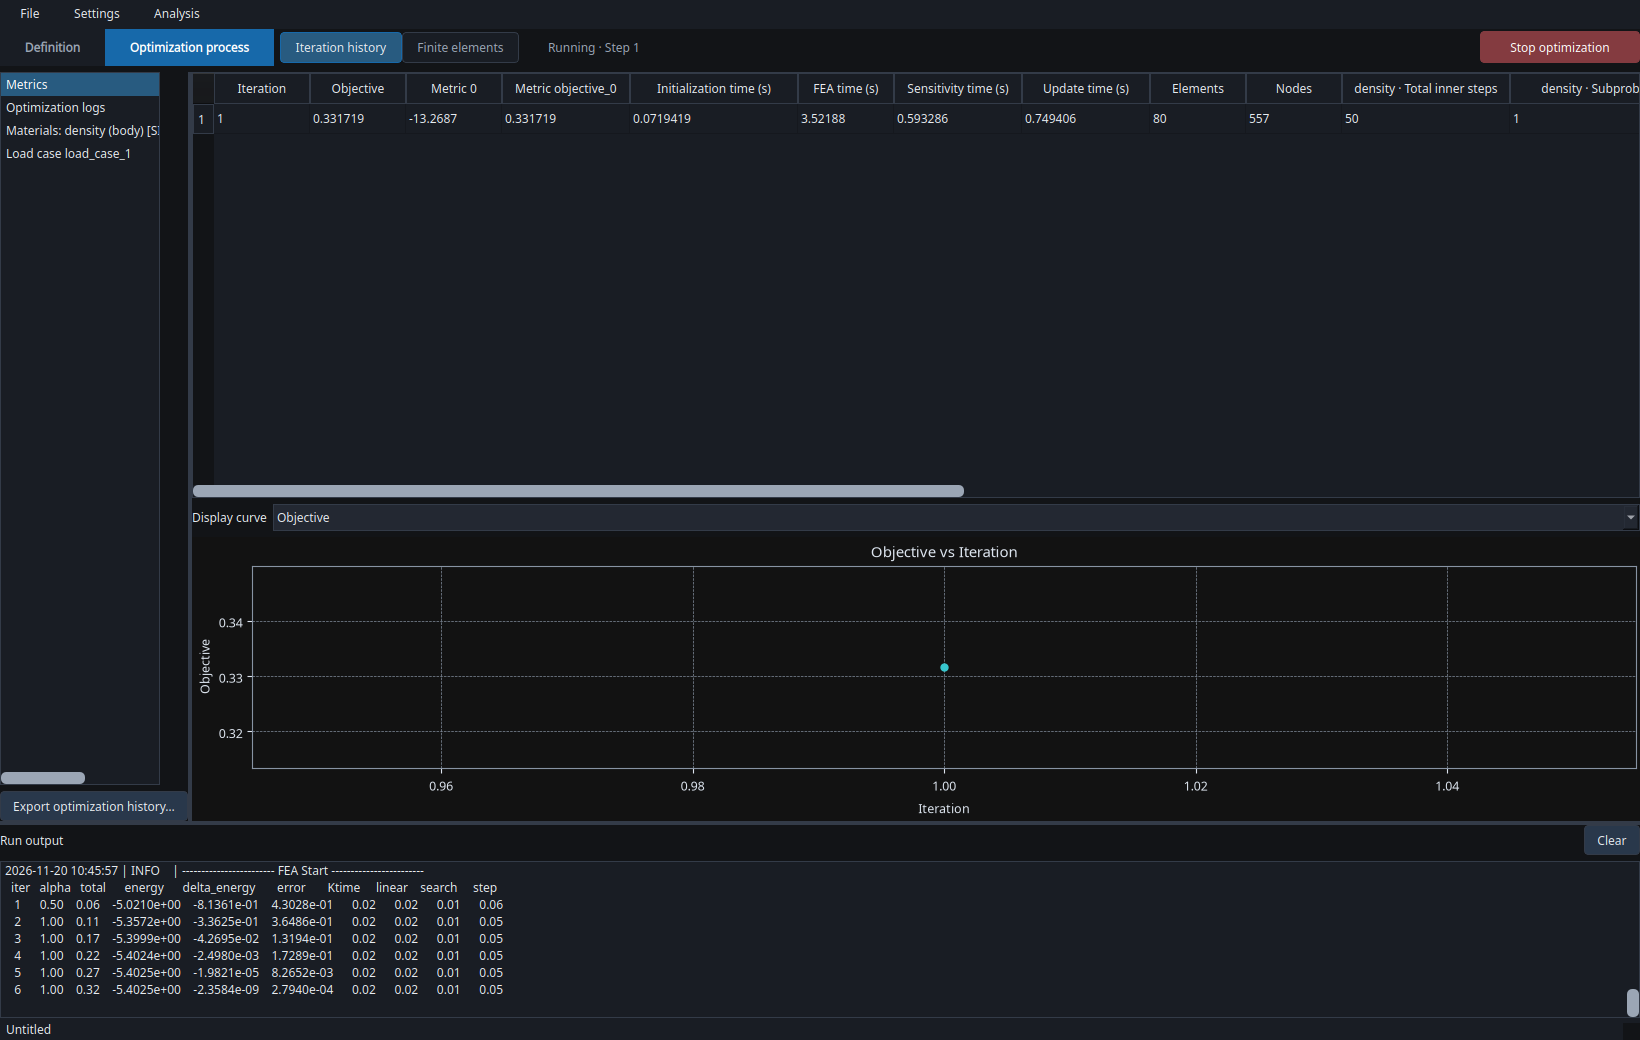 File Settings Analysis
Definition Optimization process Iteration history Finite elements Running · Step 1 Stop optimization
Metrics
Optimization logs
Materials: density (body) [S
Load case load_case_1
Export optimization history...
Iteration Objective Metric 0 Metric objective_0 Initialization time (s) FEA time (s) Sensitivity time (s) Update time (s) Elements Nodes density · Total inner steps density · Subprob
1 1 0.331719 -13.2687 0.331719 0.0719419 3.52188 0.593286 0.749406 80 557 50 1
Display curve Objective
Objective vs Iteration
Objective
0.34
0.33
0.32
0.96 0.98 1.00 1.02 1.04
Iteration
Run output Clear
2026-11-20 10:45:57 | INFO | ------------------------ FEA Start ------------------------
iter alpha total energy delta_energy error Ktime linear search step
1 0.50 0.06 -5.0210e+00 -8.1361e-01 4.3028e-01 0.02 0.02 0.01 0.06
2 1.00 0.11 -5.3572e+00 -3.3625e-01 3.6486e-01 0.02 0.02 0.01 0.05
3 1.00 0.17 -5.3999e+00 -4.2695e-02 1.3194e-01 0.02 0.02 0.01 0.05
4 1.00 0.22 -5.4024e+00 -2.4980e-03 1.7289e-01 0.02 0.02 0.01 0.05
5 1.00 0.27 -5.4025e+00 -1.9821e-05 8.2652e-03 0.02 0.02 0.01 0.05
6 1.00 0.32 -5.4025e+00 -2.3584e-09 2.7940e-04 0.02 0.02 0.01 0.05
Untitled